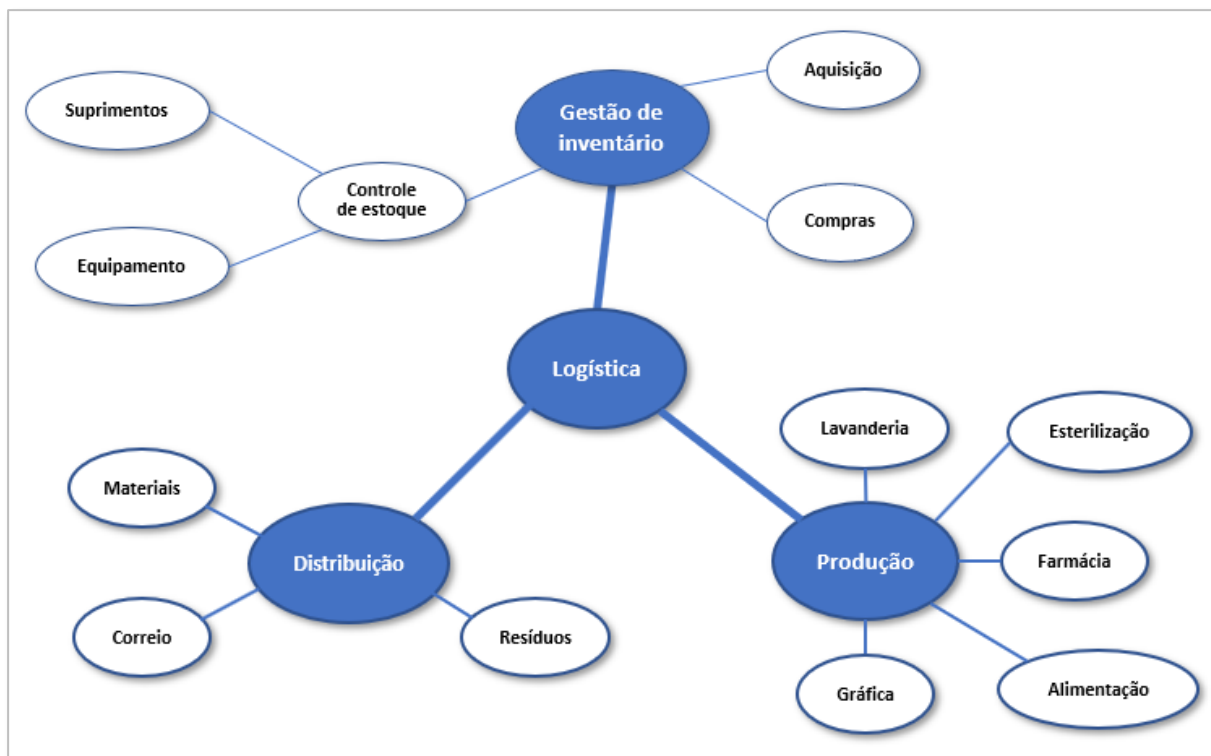 Aquisição
Gestão de
inventário
Suprimentos
Controle
de estoque
Compras
Equipamento
Logística
Lavanderia
Esterilização
Materiais
Distribuição
Produção
Farmácia
Correio
Resíduos
Gráfica
Alimentação